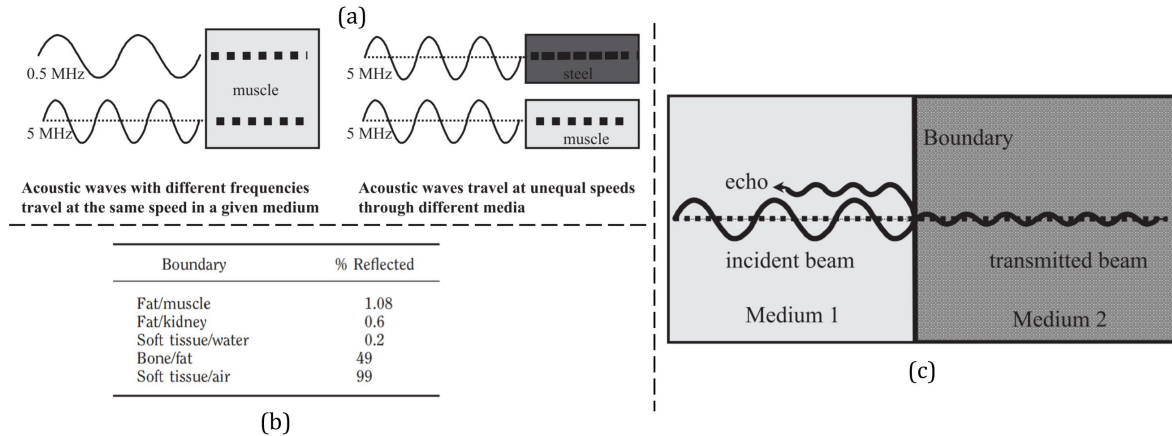 (a)
0.5 MHz
muscle
5 MHz
5 MHz
steel
5 MHz
muscle
Acoustic waves with different frequencies
travel at the same speed in a given medium
Acoustic waves travel at unequal speeds
through different media
Boundary % Reflected
Fat/muscle 1.08
Fat/kidney 0.6
Soft tissue/water 0.2
Bone/fat 49
Soft tissue/air 99
(b)
Boundary
echo
incident beam
transmitted beam
Medium 1
Medium 2
(c)